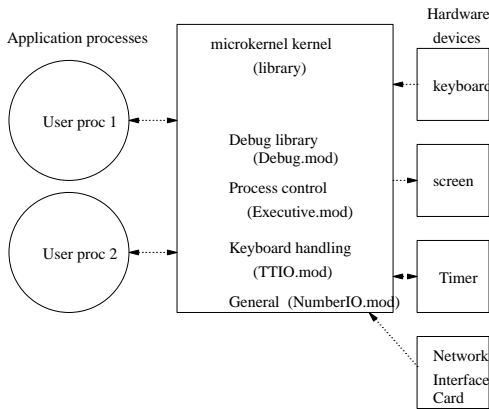 Application processes
User proc 1
User proc 2
microkernel kernel
(library)
Debug library
(Debug.mod)
Process control
(Executive.mod)
Keyboard handling
(TTIO.mod)
General (NumberIO.mod)
Hardware
devices
keyboard
screen
Timer
Network
Interface
Card